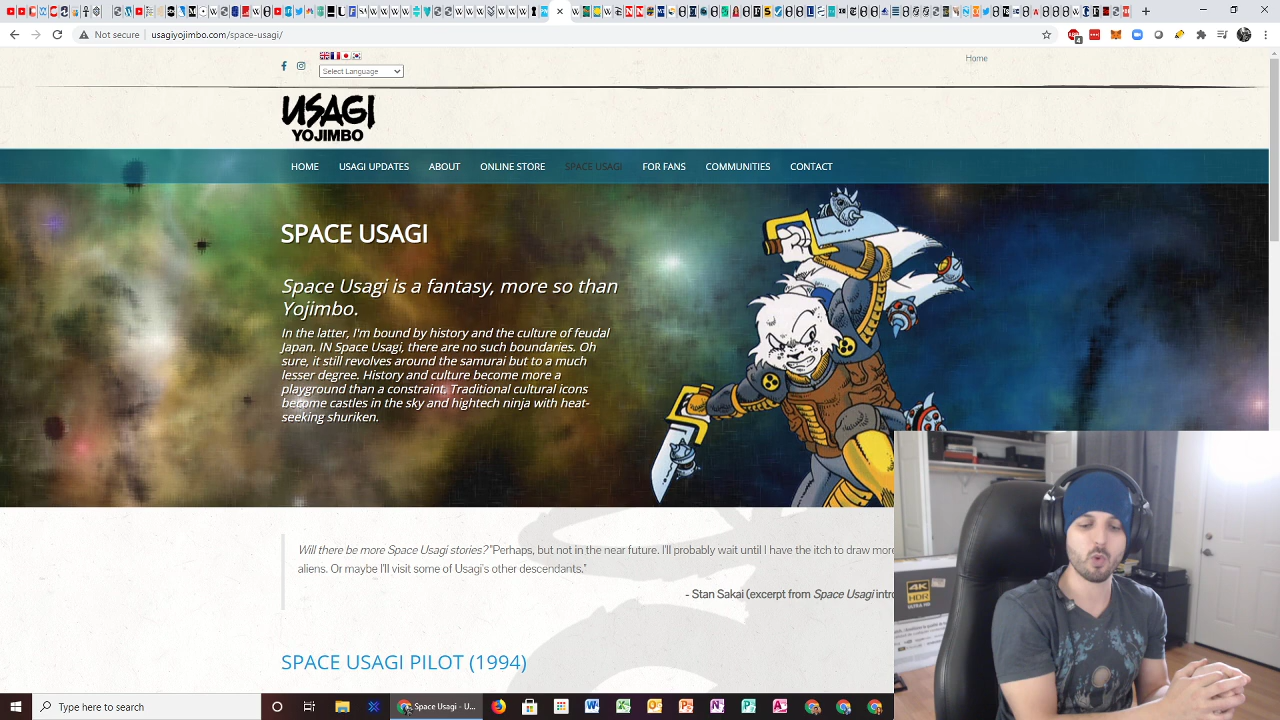 Not secure
usagiyojimbo.com/space-usagi/
4
Select Language
Home
USAGI
YOJIMBO
HOME
USAGI UPDATES
ABOUT
ONLINE STORE
SPACE USAGI
FOR FANS
COMMUNITIES
CONTACT
SPACE USAGI
Space Usagi is a fantasy, more so than
Yojimbo.
In the latter, I'm bound by history and the culture of feudal
Japan. IN Space Usagi, there are no such boundaries. Oh
sure, it still revolves around the samurai but to a much
lesser degree. History and culture become more a
playground than a constraint. Traditional cultural icons
become castles in the sky and hightech ninja with heat-
seeking shuriken.
Will there be more Space Usagi stories? "Perhaps, but not in the near future. I'll probably wait until I have the itch to draw more
aliens. Or maybe I'll visit some of Usagi's other descendants."
- Stan Sakai (excerpt from Space Usagi intro
SPACE USAGI PILOT (1994)
4K
HDR
ULTRA HD
Type here to search
Space Usagi - U...